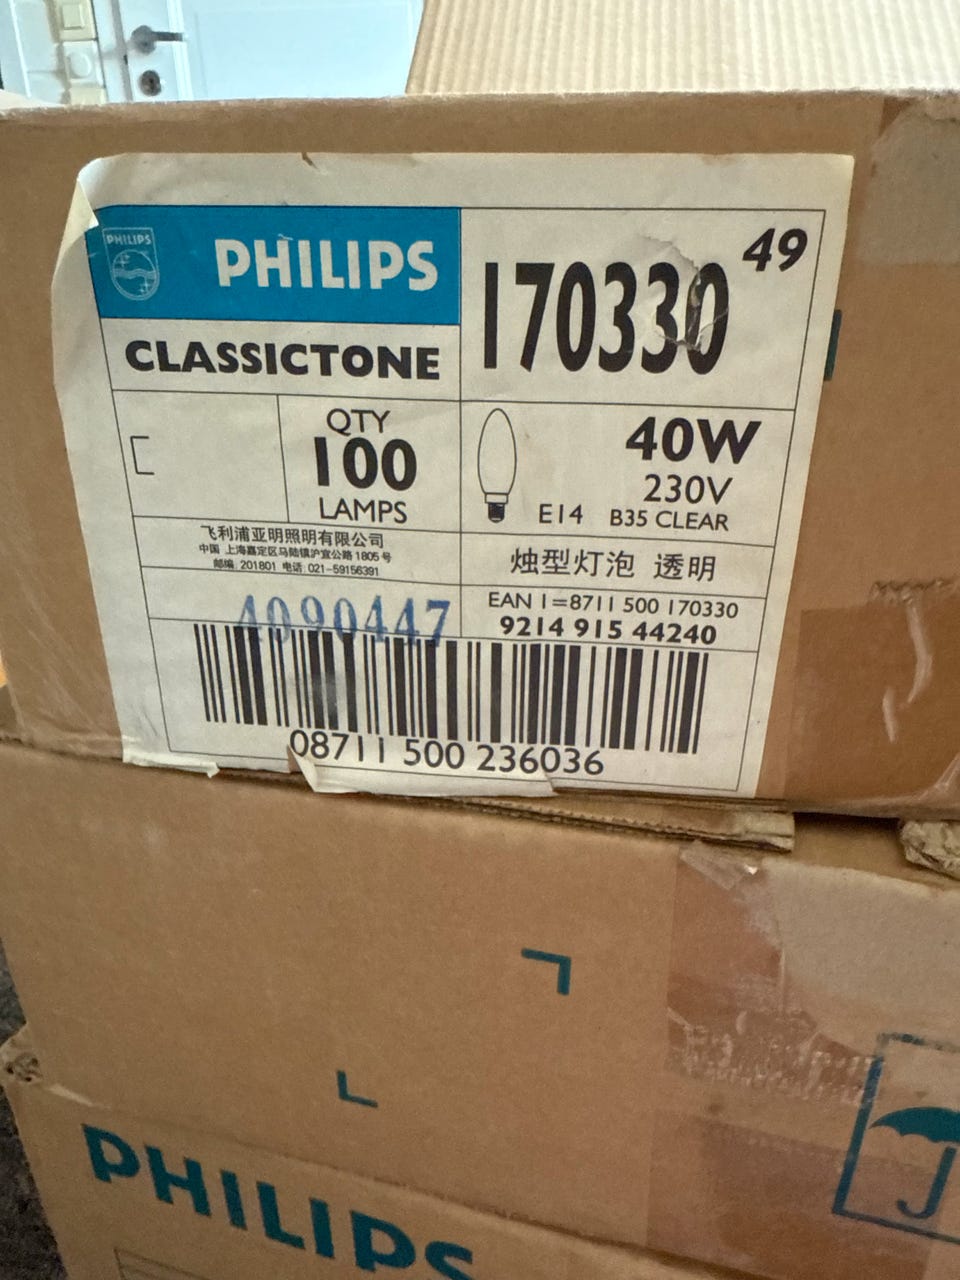 PHILIPS
PHILIPS
CLASSICTONE
170330 49
QTY
100
LAMPS
40W
230V
E14 B35 CLEAR
飞利浦亚明照明有限公司
中国 上海嘉定区马陆镇沪宜公路1805号
邮编: 201801 电话: 021-59156391
烛型灯泡 透明
EAN 1=8711 500 170330
9214 915 44240
4090447
08711 500 236036
PHILIPS